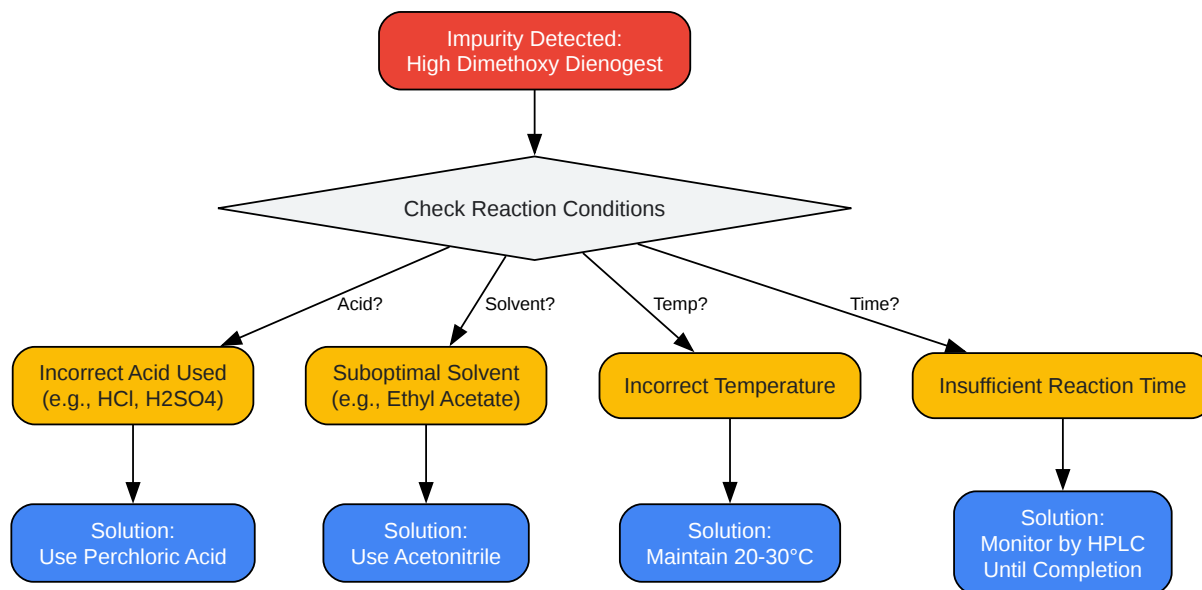 Impurity Detected:
High Dimethoxy Dienogest
Check Reaction Conditions
Acid?
Solvent?
Temp?
Time?
Incorrect Acid Used
(e.g., HCl, H2SO4)
Suboptimal Solvent
(e.g., Ethyl Acetate)
Incorrect Temperature
Insufficient Reaction Time
Solution:
Use Perchloric Acid
Solution:
Use Acetonitrile
Solution:
Maintain 20-30°C
Solution:
Monitor by HPLC
Until Completion